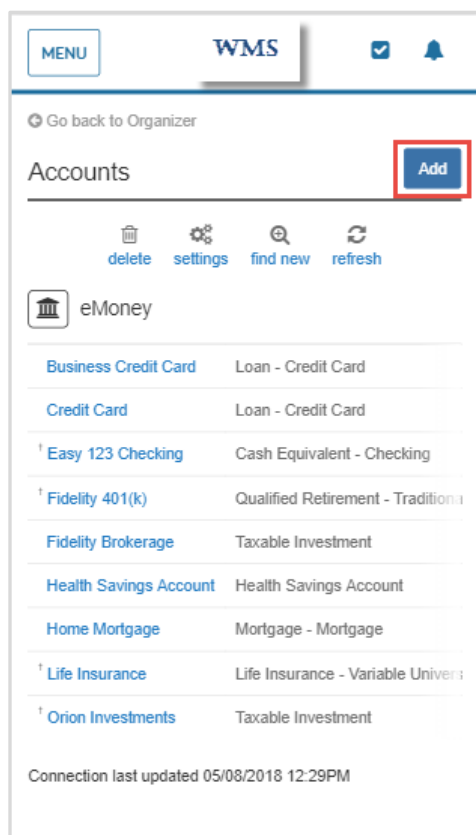 MENU WMS
Go back to Organizer
Accounts Add
delete settings find new refresh
eMoney
Business Credit Card Loan - Credit Card
Credit Card Loan - Credit Card
† Easy 123 Checking Cash Equivalent - Checking
† Fidelity 401(k) Qualified Retirement - Traditiona
Fidelity Brokerage Taxable Investment
Health Savings Account Health Savings Account
Home Mortgage Mortgage - Mortgage
† Life Insurance Life Insurance - Variable Univers
† Orion Investments Taxable Investment
Connection last updated 05/08/2018 12:29PM